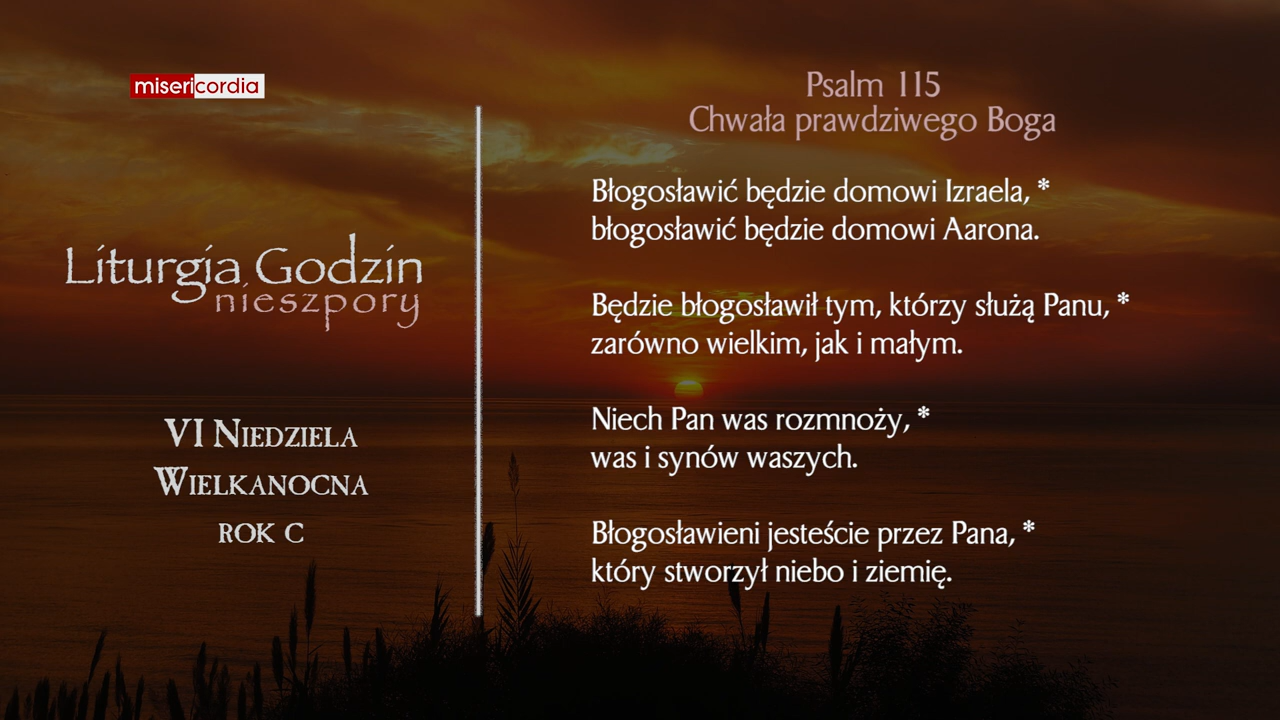 misericordia
Liturgia Godzin
nieszpory
VI Niedziela
Wielkanocna
rok C
Psalm 115
Chwała prawdziwego Boga
Błogosławić będzie domowi Izraela, *
błogosławić będzie domowi Aarona.
Będzie błogosławił tym, którzy służą Panu, *
zarówno wielkim, jak i małym.
Niech Pan was rozmnoży, *
was i synów waszych.
Błogosławieni jesteście przez Pana, *
który stworzył niebo i ziemię.